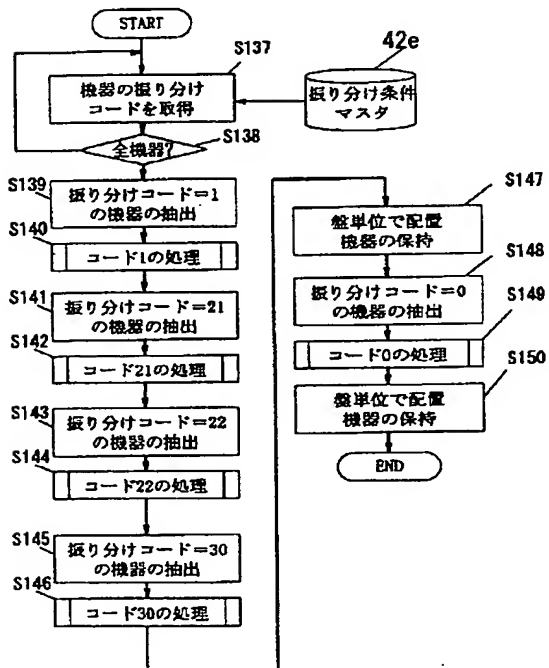 START
S137
機器の振り分け
コードを取得
42e
振り分け条件
マスタ
S138
全機器?
S139
振り分けコード=1
の機器の抽出
S140
コード1の処理
S141
振り分けコード=21
の機器の抽出
S142
コード21の処理
S143
振り分けコード=22
の機器の抽出
S144
コード22の処理
S145
振り分けコード=30
の機器の抽出
S146
コード30の処理
S147
盤単位で配置
機器の保持
S148
振り分けコード=0
の機器の抽出
S149
コード0の処理
S150
盤単位で配置
機器の保持
END